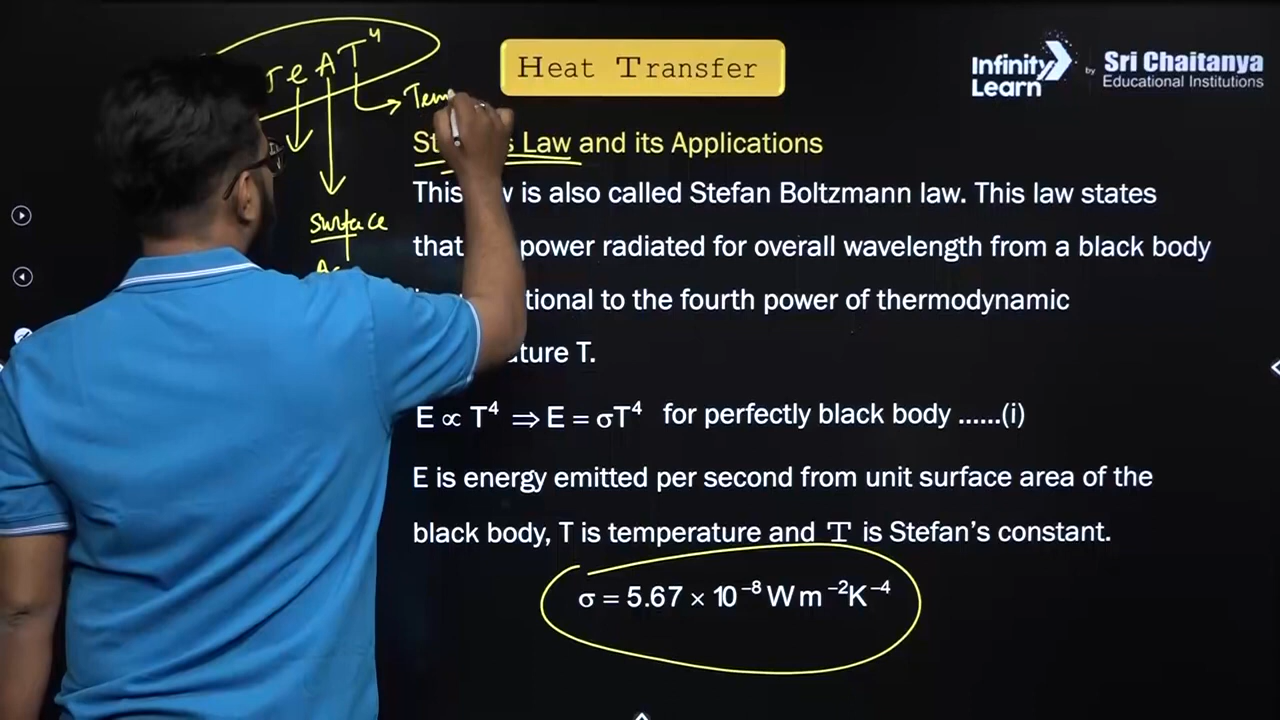 e A T⁴
Tem
Surface
Heat Transfer
Infinity Learn by Sri Chaitanya Educational Institutions
Law and its Applications
This is also called Stefan Boltzmann law. This law states
that power radiated for overall wavelength from a black body
to the fourth power of thermodynamic
T.
E ∝ T⁴ ⇒ E = σT⁴ for perfectly black body ......(i)
E is energy emitted per second from unit surface area of the
black body, T is temperature and T is Stefan's constant.
σ = 5.67 × 10⁻⁸ W m⁻² K⁻⁴